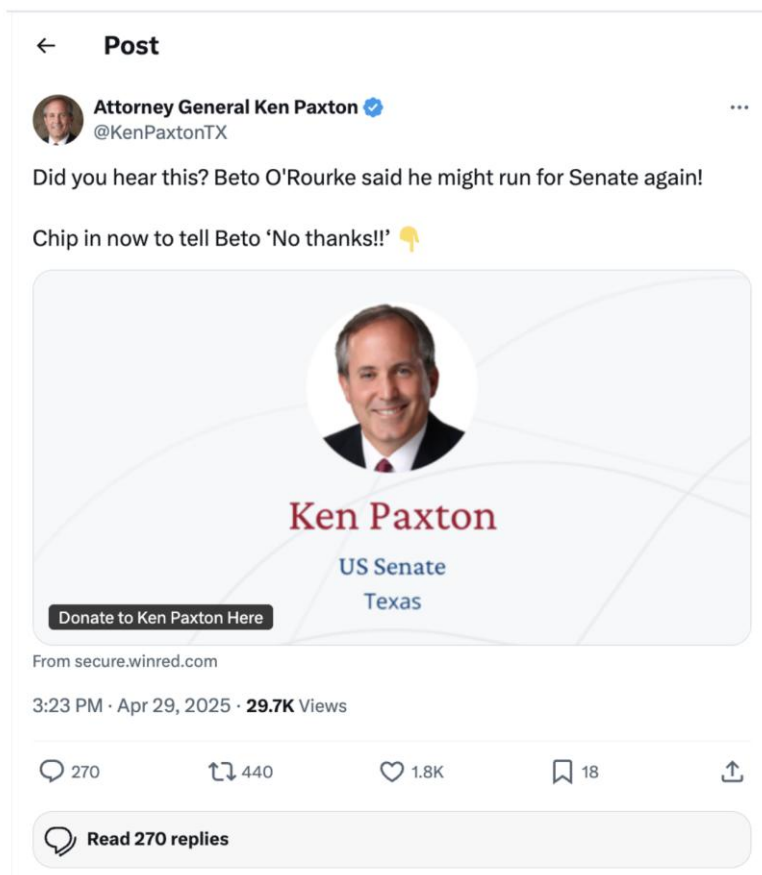 Post
Attorney General Ken Paxton
@KenPaxtonTX
Did you hear this? Beto O'Rourke said he might run for Senate again!
Chip in now to tell Beto ‘No thanks!!’ 👇
Ken Paxton
US Senate
Texas
Donate to Ken Paxton Here
From secure.winred.com
3:23 PM · Apr 29, 2025 · 29.7K Views
270 440 1.8K 18
Read 270 replies